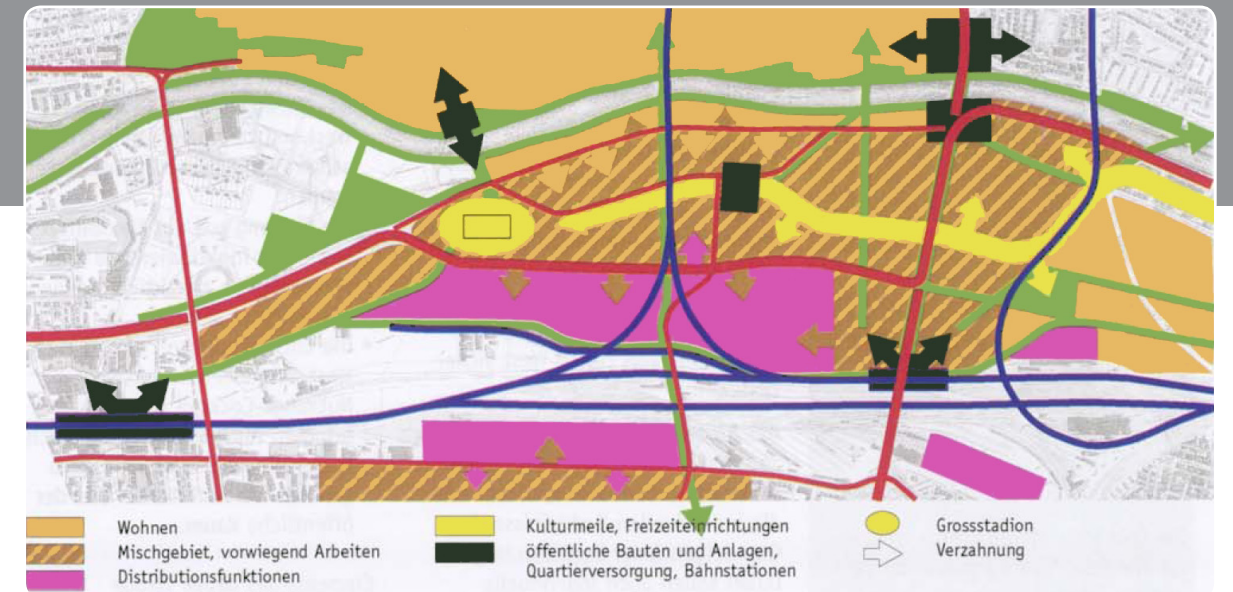 Wohnen
Mischgebiet, vorwiegend Arbeiten
Distributionsfunktionen
Kulturmeile, Freizeiteinrichtungen
öffentliche Bauten und Anlagen,
Quartierversorgung, Bahnstationen
Grossstadion
Verzahnung